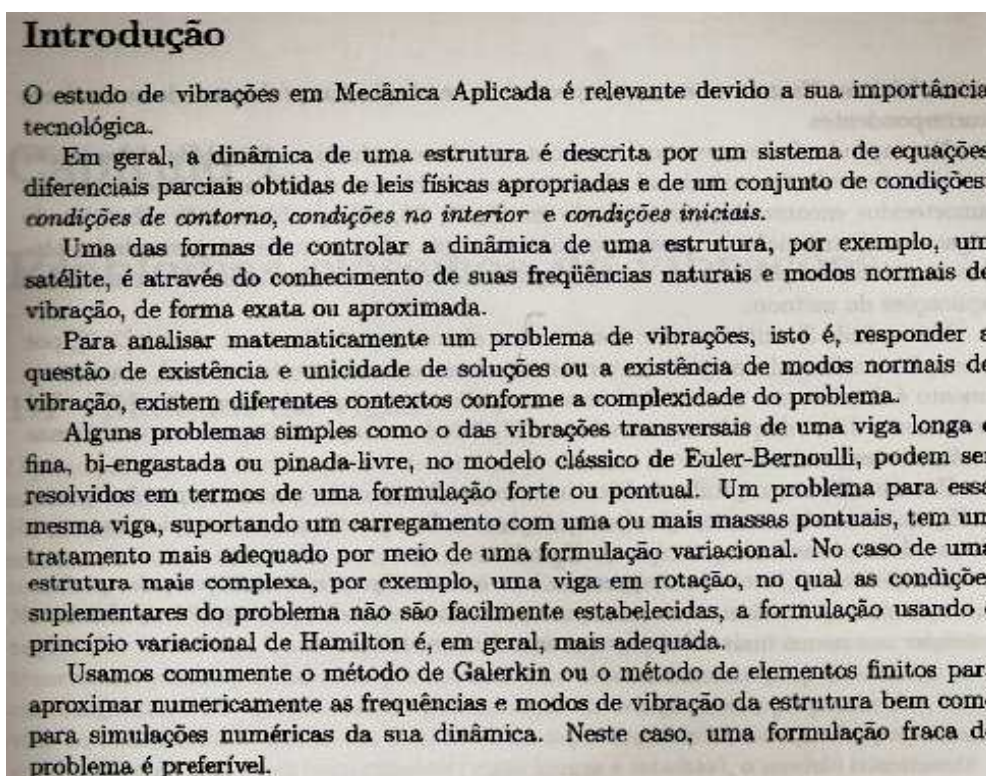 Introdução
O estudo de vibrações em Mecânica Aplicada é relevante devido a sua importância
tecnológica.
Em geral, a dinâmica de uma estrutura é descrita por um sistema de equações
diferenciais parciais obtidas de leis físicas apropriadas e de um conjunto de condições
condições de contorno, condições no interior e condições iniciais.
Uma das formas de controlar a dinâmica de uma estrutura, por exemplo, um
satélite, é através do conhecimento de suas freqüências naturais e modos normais de
vibração, de forma exata ou aproximada.
Para analisar matematicamente um problema de vibrações, isto é, responder a
questão de existência e unicidade de soluções ou a existência de modos normais de
vibração, existem diferentes contextos conforme a complexidade do problema.
Alguns problemas simples como o das vibrações transversais de uma viga longa e
fina, bi-engastada ou pinada-livre, no modelo clássico de Euler-Bernoulli, podem ser
resolvidos em termos de uma formulação forte ou pontual. Um problema para essa
mesma viga, suportando um carregamento com uma ou mais massas pontuais, tem um
tratamento mais adequado por meio de uma formulação variacional. No caso de uma
estrutura mais complexa, por exemplo, uma viga em rotação, no qual as condiçõe
suplementares do problema não são facilmente estabelecidas, a formulação usando
princípio variacional de Hamilton é, em geral, mais adequada.
Usamos comumente o método de Galerkin ou o método de elementos finitos par
aproximar numericamente as frequências e modos de vibração da estrutura bem com
para simulações numéricas da sua dinâmica. Neste caso, uma formulação fraca d
problema é preferível.